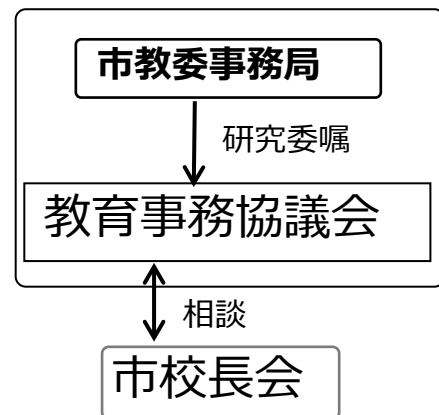 市教委事務局
研究委嘱
教育事務協議会
相談
市校長会